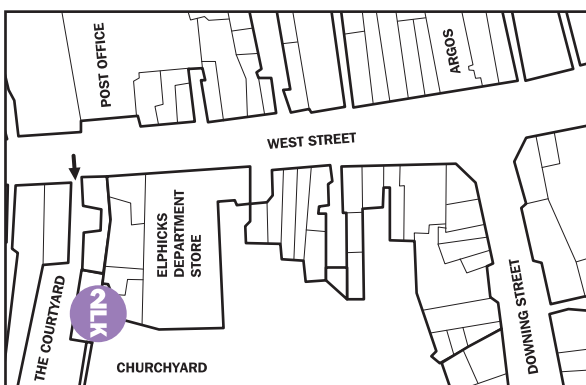 POST OFFICE
ARGOS
WEST STREET
ELPHICKS
DEPARTMENT
STORE
THE COURTYARD
2LK
DOWNING STREET
CHURCHYARD